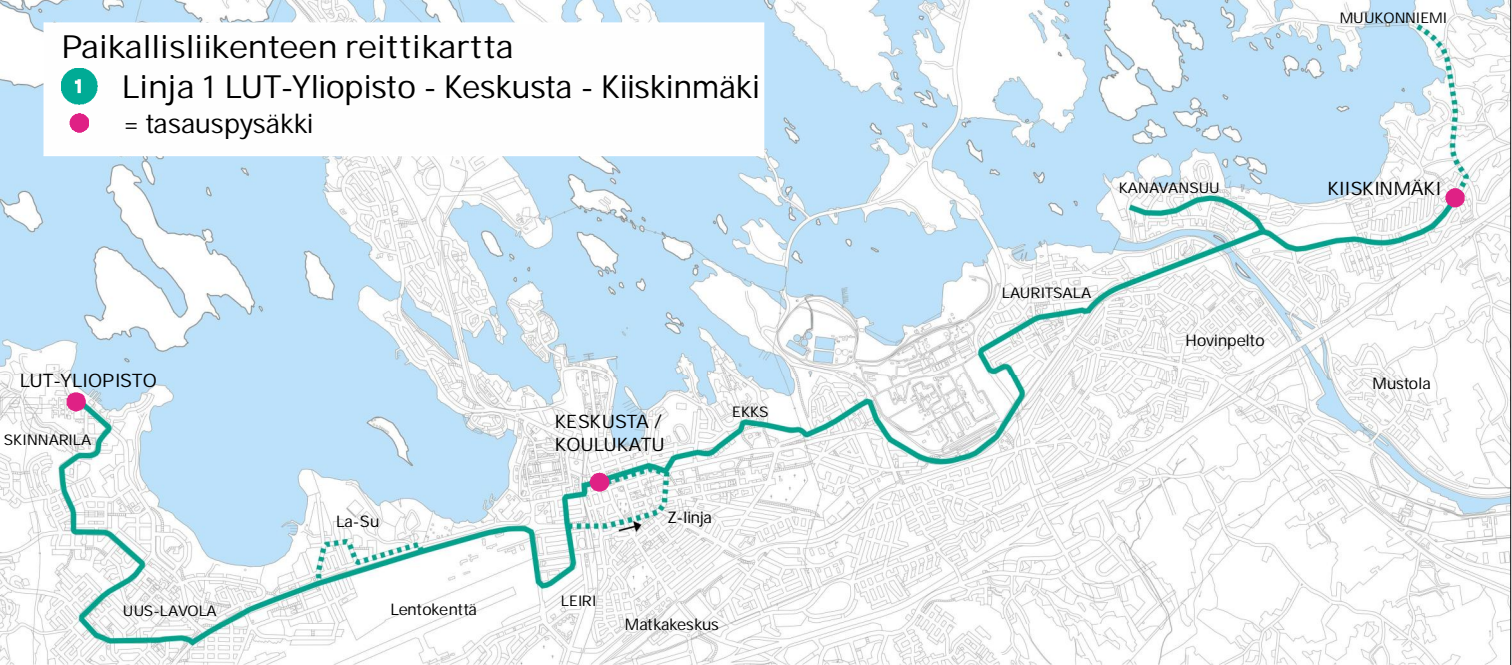 Paikallisliikenteen reittikartta
1 Linja 1 LUT-Yliopisto - Keskusta - Kiiskinmäki
= tasauspysäkki
MUUKONNIEMI
KANAVANSUU
KIISKINMÄKI
LAURITSALA
Hovinpelto
Mustola
LUT-YLIOPISTO
SKINNARILA
KESKUSTA /
KOULUKATU
EKKS
La-Su
Z-linja
UUS-LAVOLA
Lentokenttä
LEIRI
Matkakeskus